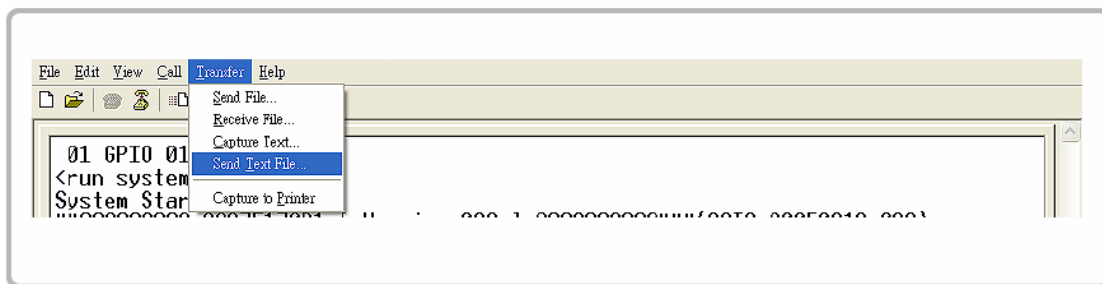 File Edit View Call Transfer Help
Send File...
Receive File...
Capture Text...
Send Text File...
Capture to Printer
01 GPIO 01
<run system
System Star